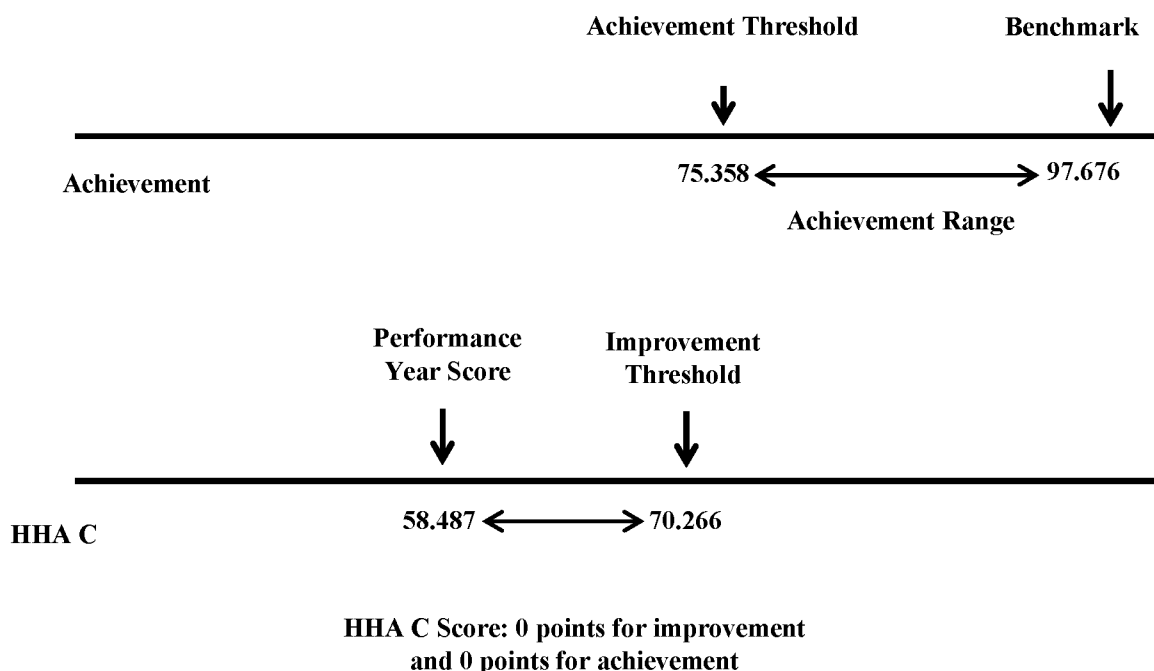 Achievement Threshold
Benchmark
Achievement
75.358
97.676
Achievement Range
Performance
Year Score
Improvement
Threshold
HHA C
58.487
70.266
HHA C Score: 0 points for improvement
and 0 points for achievement